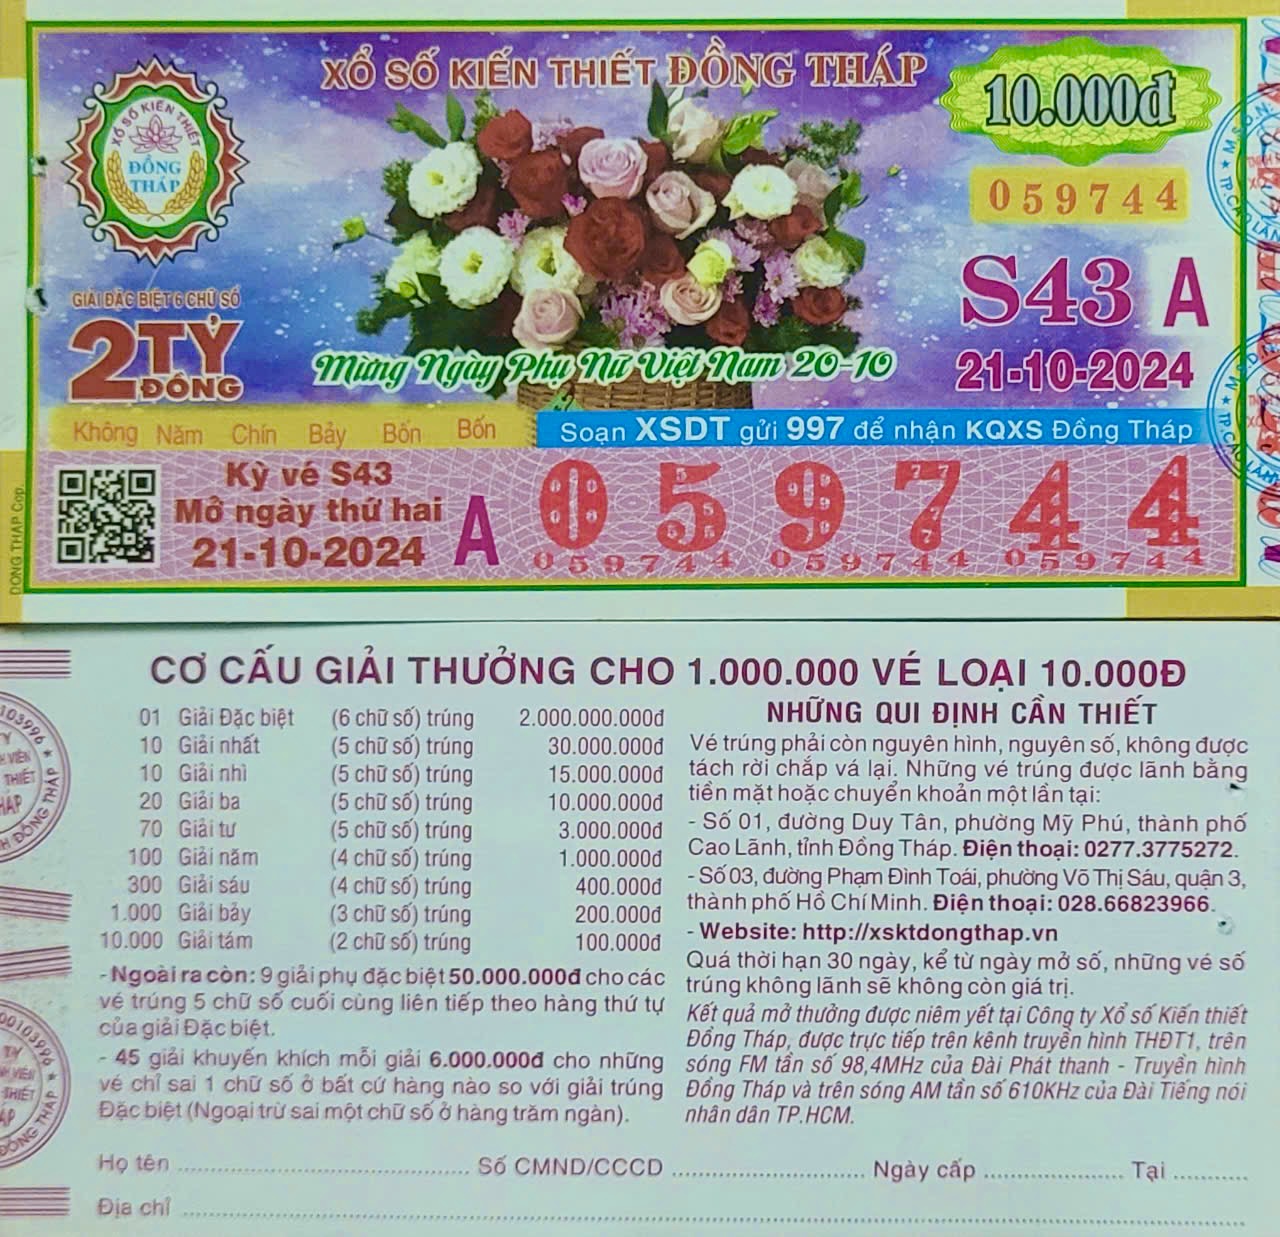 XỔ SỐ KIẾN THIẾT ĐỒNG THÁP
10.000đ
XỔ SỐ KIẾN THIẾT
ĐỒNG
THÁP
059744
S43 A
21-10-2024
GIẢI ĐẶC BIỆT 6 CHỮ SỐ
2 TỶ
ĐỒNG
Mừng Ngày Phụ Nữ Việt Nam 20-10
Không Năm Chín Bảy Bốn Bốn
Soạn XSDT gửi 997 để nhận KQXS Đồng Tháp
Kỳ vé S43
Mở ngày thứ hai
21-10-2024
A 059744
059744 059744 059744
ĐỒNG THÁP Cop.
CƠ CẤU GIẢI THƯỞNG CHO 1.000.000 VÉ LOẠI 10.000Đ
01 Giải Đặc biệt (6 chữ số) trúng 2.000.000.000đ
10 Giải nhất (5 chữ số) trúng 30.000.000đ
10 Giải nhì (5 chữ số) trúng 15.000.000đ
20 Giải ba (5 chữ số) trúng 10.000.000đ
70 Giải tư (5 chữ số) trúng 3.000.000đ
100 Giải năm (4 chữ số) trúng 1.000.000đ
300 Giải sáu (4 chữ số) trúng 400.000đ
1.000 Giải bảy (3 chữ số) trúng 200.000đ
10.000 Giải tám (2 chữ số) trúng 100.000đ
- Ngoài ra còn: 9 giải phụ đặc biệt 50.000.000đ cho các
vé trúng 5 chữ số cuối cùng liên tiếp theo hàng thứ tự
của giải Đặc biệt.
- 45 giải khuyến khích mỗi giải 6.000.000đ cho những
vé chỉ sai 1 chữ số ở bất cứ hàng nào so với giải trúng
Đặc biệt (Ngoại trừ sai một chữ số ở hàng trăm ngàn).
NHỮNG QUI ĐỊNH CẦN THIẾT
Vé trúng phải còn nguyên hình, nguyên số, không được
tách rời chắp vá lại. Những vé trúng được lãnh bằng
tiền mặt hoặc chuyển khoản một lần tại:
- Số 01, đường Duy Tân, phường Mỹ Phú, thành phố
Cao Lãnh, tỉnh Đồng Tháp. Điện thoại: 0277.3775272.
- Số 03, đường Phạm Đình Toái, phường Võ Thị Sáu, quận 3,
thành phố Hồ Chí Minh. Điện thoại: 028.66823966.
- Website: http://xsktdongthap.vn
Quá thời hạn 30 ngày, kể từ ngày mở số, những vé số
trúng không lãnh sẽ không còn giá trị.
Kết quả mở thưởng được niêm yết tại Công ty Xổ số Kiến thiết
Đồng Tháp, được trực tiếp trên kênh truyền hình THĐT1, trên
sóng FM tần số 98,4MHz của Đài Phát thanh - Truyền hình
Đồng Tháp và trên sóng AM tần số 610KHz của Đài Tiếng nói
nhân dân TP.HCM.
Họ tên ........ Số CMND/CCCD ........ Ngày cấp ........ Tại ........
Địa chỉ ........